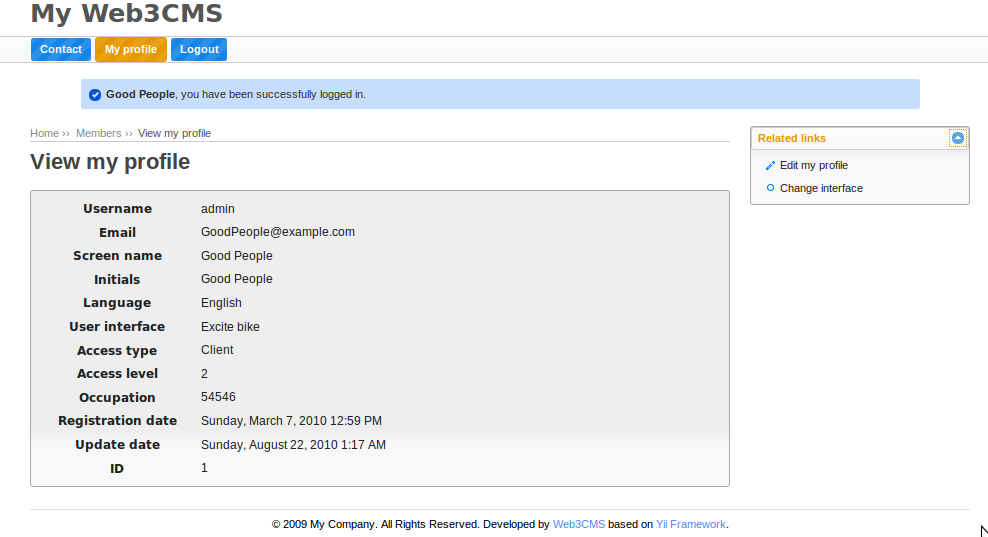 My Web3CMS
Contact My profile Logout
Good People, you have been successfully logged in.
Home ›› Members ›› View my profile
View my profile
Username admin
Email GoodPeople@example.com
Screen name Good People
Initials Good People
Language English
User interface Excite bike
Access type Client
Access level 2
Occupation 54546
Registration date Sunday, March 7, 2010 12:59 PM
Update date Sunday, August 22, 2010 1:17 AM
ID 1
Related links
Edit my profile
Change interface
© 2009 My Company. All Rights Reserved. Developed by Web3CMS based on Yii Framework.